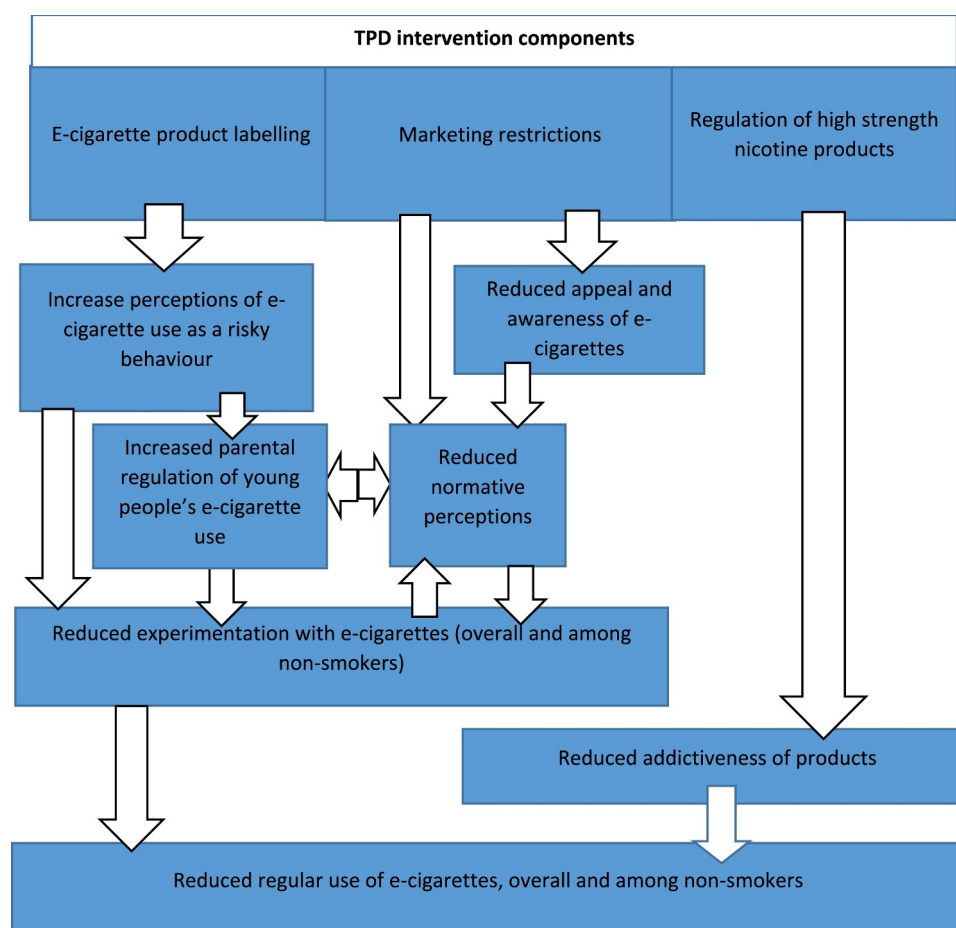 TPD intervention components
E-cigarette product labelling
Marketing restrictions
Regulation of high strength
nicotine products
Increase perceptions of e-
cigarette use as a risky
behaviour
Reduced appeal and
awareness of e-
cigarettes
Increased parental
regulation of young
people’s e-cigarette
use
Reduced
normative
perceptions
Reduced experimentation with e-cigarettes (overall and among
non-smokers)
Reduced addictiveness of products
Reduced regular use of e-cigarettes, overall and among non-smokers